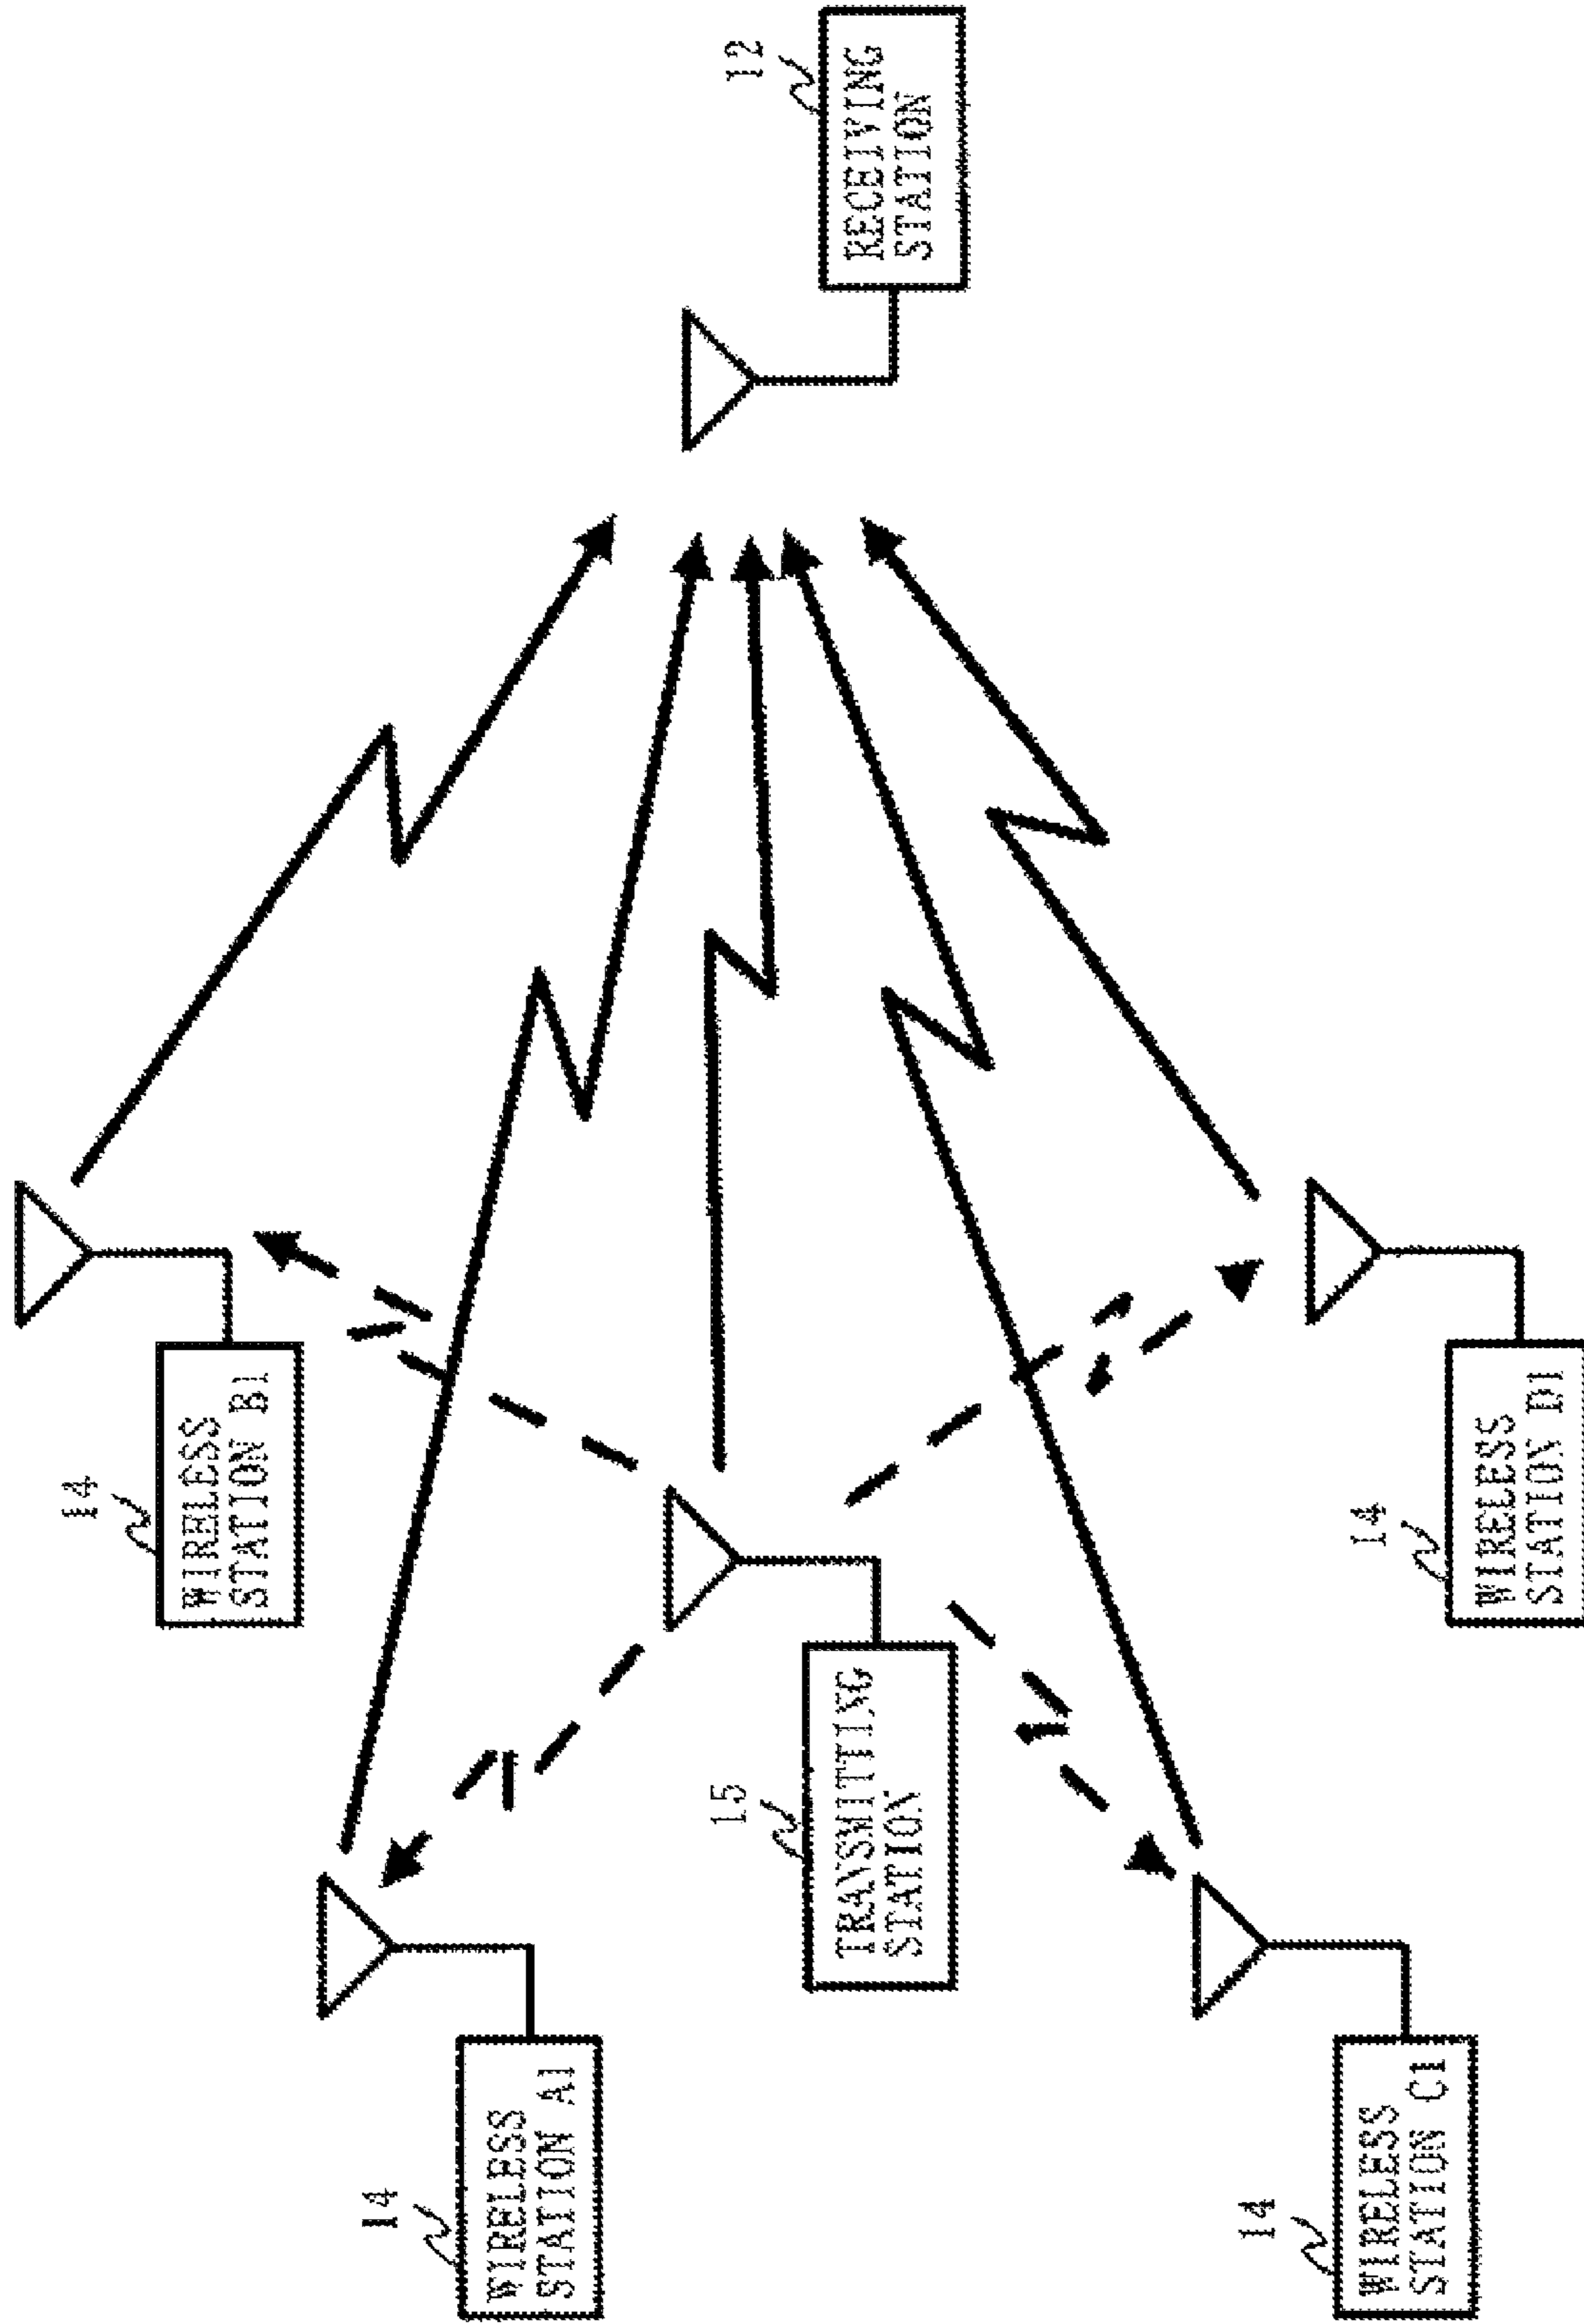 14
WIRELESS
STATION B1
14
WIRELESS
STATION A1
12
RECEIVING
STATION
15
TRANSMITTING
STATION
14
WIRELESS
STATION D1
14
WIRELESS
STATION C1